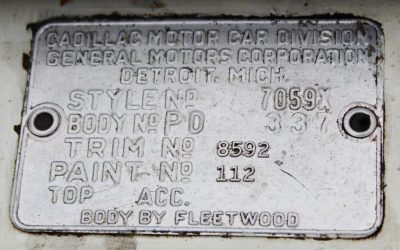 CADILLAC MOTOR CAR DIVISION
GENERAL MOTORS CORPORATION
DETROIT, MICH.
STYLE Nº 7059X
BODY Nº PD 337
TRIM Nº 8592
PAINT Nº 112
TOP ACC.
BODY BY FLEETWOOD